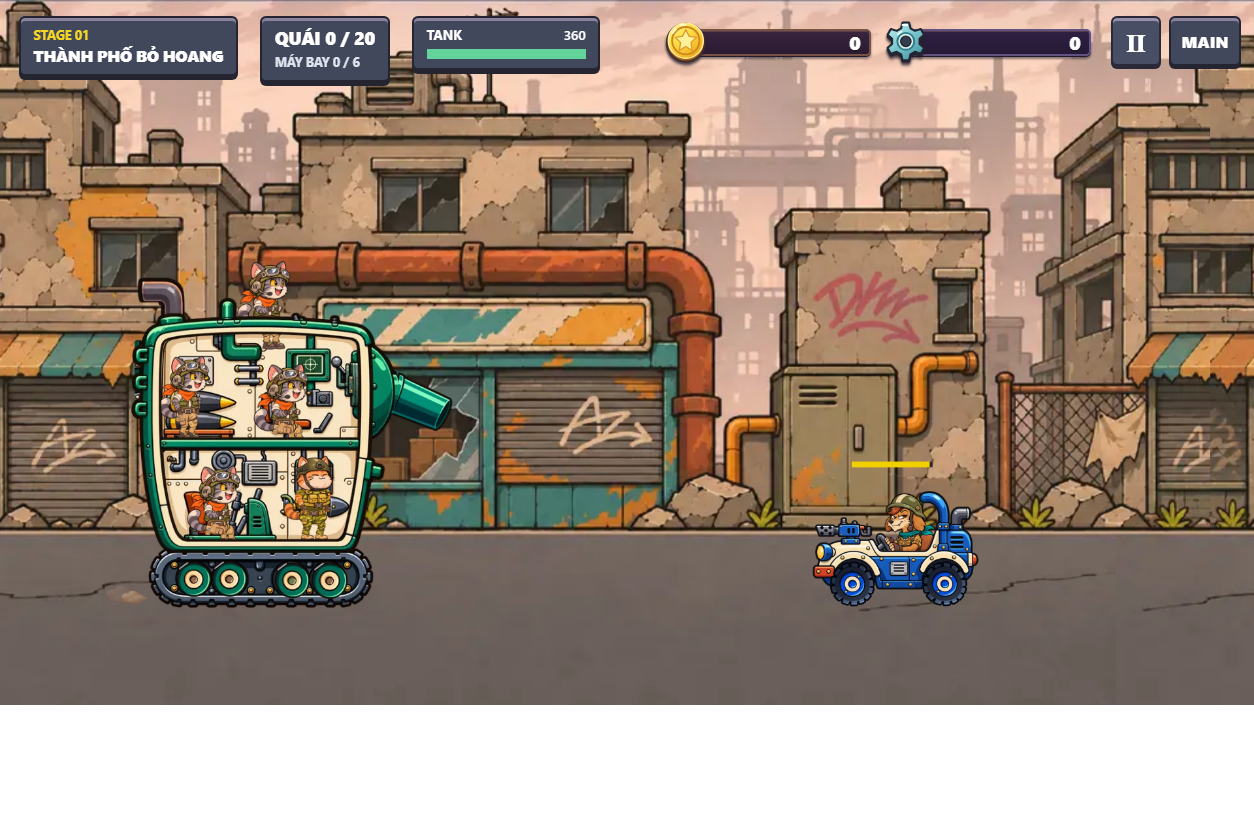 STAGE 01
THÀNH PHỐ BỎ HOANG
QUÁI 0 / 20
MÁY BAY 0 / 6
TANK 360
0
0
II
MAIN